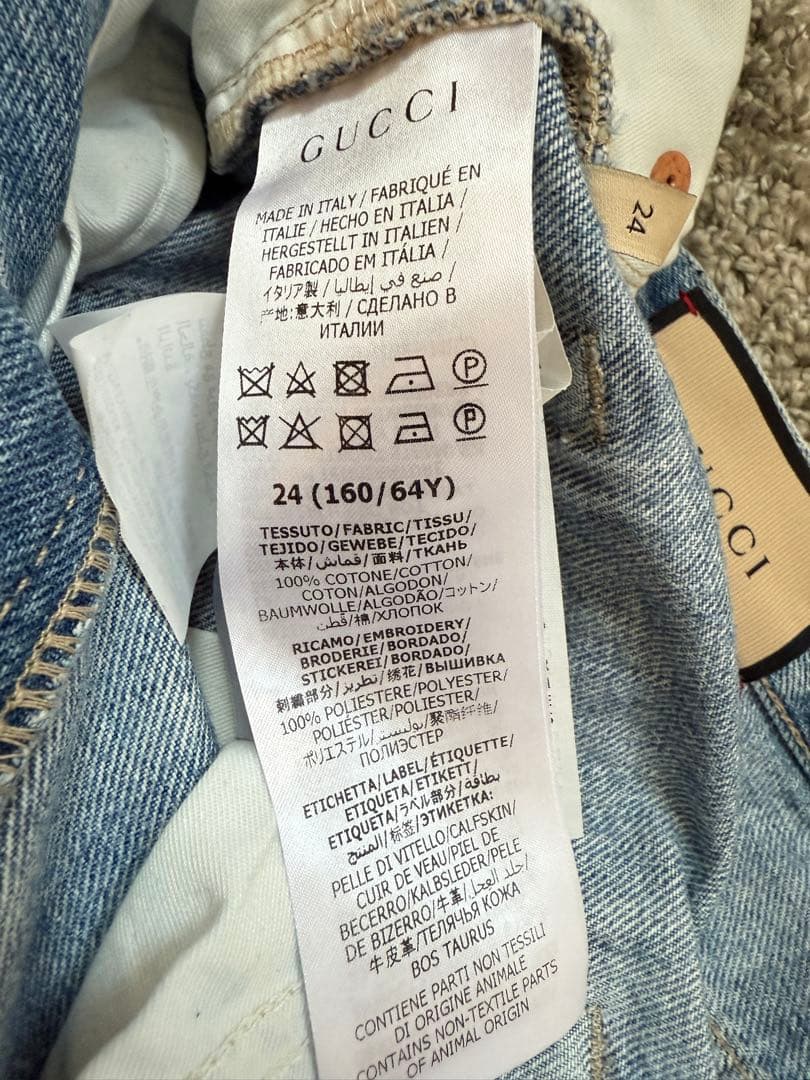 GUCCI
MADE IN ITALY / FABRIQUÉ EN
ITALIE / HECHO EN ITALIA /
HERGESTELLT IN ITALIEN /
FABRICADO EM ITÁLIA /
イタリア製 / صنع في إيطاليا /
产地:意大利 / СДЕЛАНО В
ИТАЛИИ
P
P
24 (160/64Y)
TESSUTO/FABRIC/TISSU/
TEJIDO/GEWEBE/TECIDO/
本体/قماش/面料/ТКАНЬ
100% COTONE/COTTON/
COTON/ALGODON/
BAUMWOLLE/ALGODÃO/コットン/
قطن/棉/ХЛОПОК
RICAMO/EMBROIDERY/
BRODERIE/BORDADO/
STICKEREI/BORDADO/
刺繍部分/تطريز/绣花/ВЫШИВКА
100% POLIESTERE/POLYESTER/
POLYESTER/POLIÉSTER/
ポリエステル/بوليستر/聚酯纤维/
ПОЛИЭСТЕР
ETICHETTA/LABEL/ÉTIQUETTE/
ETIQUETA/ETIKETT/
ETIQUETA/ラベル部分/بطاقة
المنتج/标签/ЭТИКЕТКА:
PELLE DI VITELLO/CALFSKIN/
CUIR DE VEAU/PIEL DE
BECERRO/KALBSLEDER/PELE
DE BIZERRO/牛革/جلد العجل/
牛皮革/ТЕЛЯЧЬЯ КОЖА
BOS TAURUS
CONTIENE PARTI NON TESSILI
DI ORIGINE ANIMALE
CONTAINS NON-TEXTILE PARTS
OF ANIMAL ORIGIN
24
UCCI